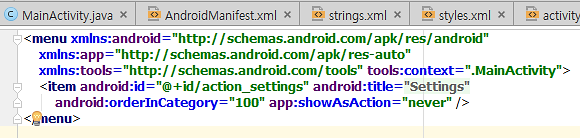 MainActivity.java AndroidManifest.xml strings.xml styles.xml activity
<menu xmlns:android="http://schemas.android.com/apk/res/android"
xmlns:app="http://schemas.android.com/apk/res-auto"
xmlns:tools="http://schemas.android.com/tools" tools:context=".MainActivity">
<item android:id="@+id/action_settings" android:title="Settings"
android:orderInCategory="100" app:showAsAction="never" />
</menu>